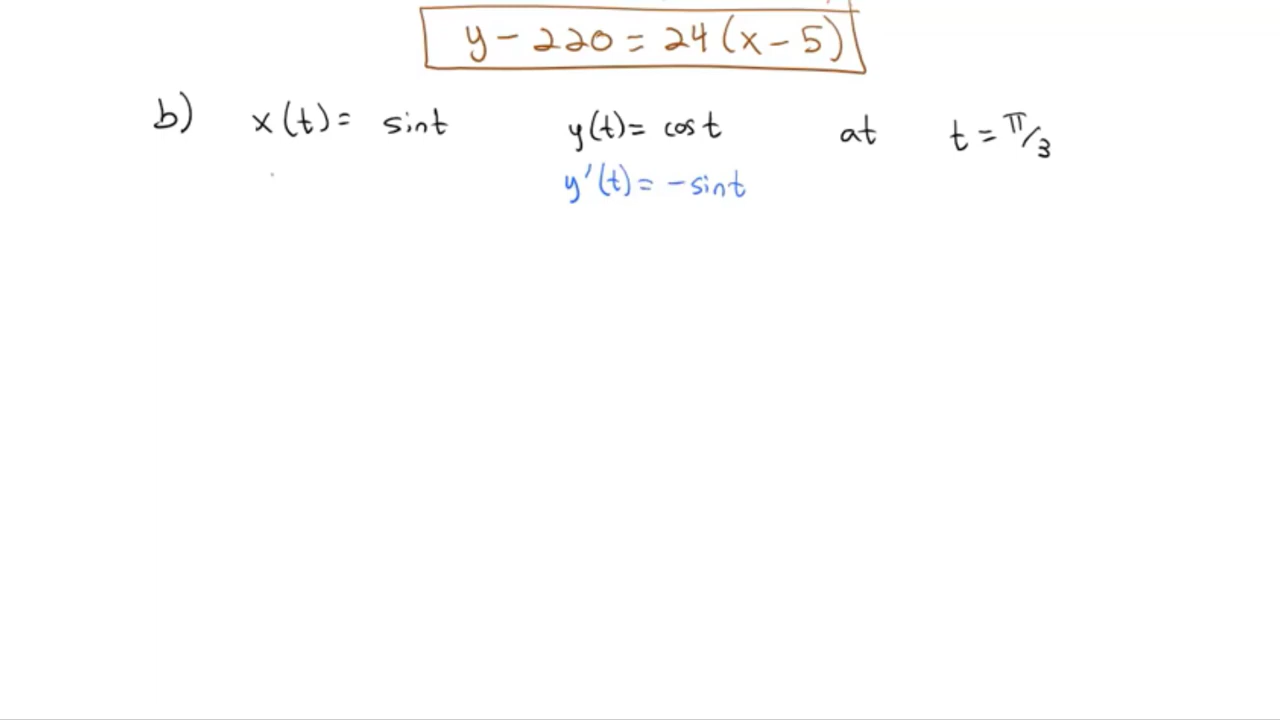 y - 220 = 24 (x - 5)
b) x(t) = sint y(t) = cos t at t = π/3
y'(t) = -sint